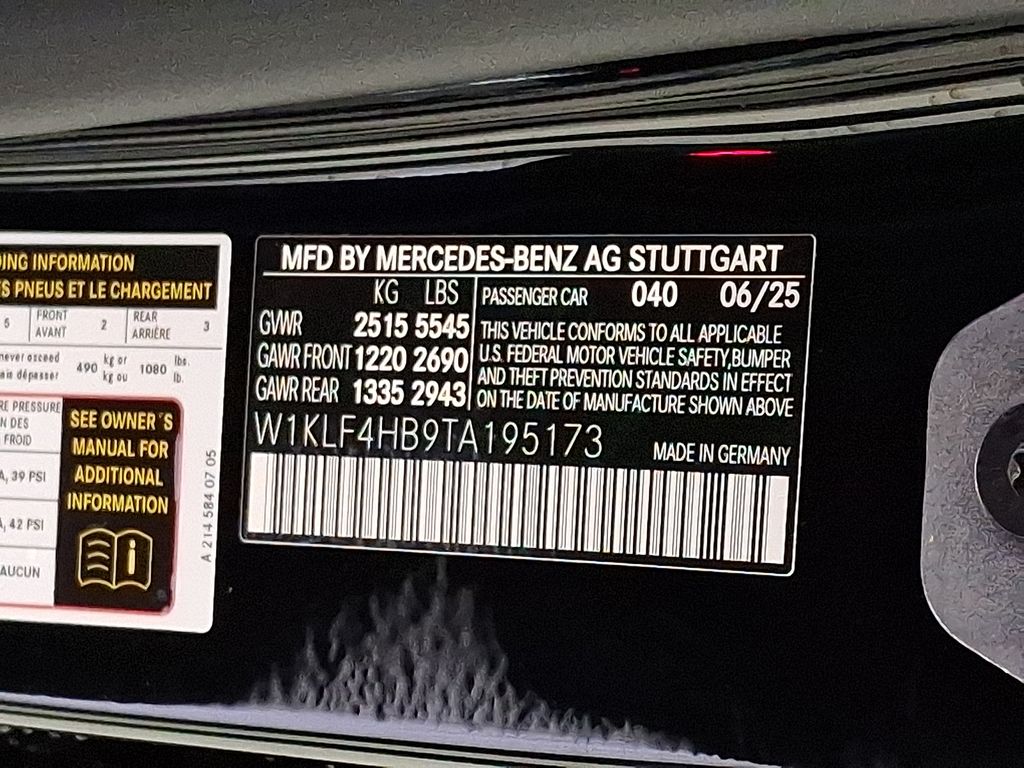 DING INFORMATION
S PNEUS ET LE CHARGEMENT
5 FRONT AVANT 2 REAR ARRIÈRE 3
never exceed 490 kg or 1080 lbs.
ais dépasser kg ou lb.
RE PRESSURE
N DES
FROID
A, 39 PSI
A, 42 PSI
AUCUN
SEE OWNER'S
MANUAL FOR
ADDITIONAL
INFORMATION
A 214 584 07 05
MFD BY MERCEDES-BENZ AG STUTTGART
KG LBS
GVWR 2515 5545
GAWR FRONT 1220 2690
GAWR REAR 1335 2943
PASSENGER CAR 040 06/25
THIS VEHICLE CONFORMS TO ALL APPLICABLE
U.S. FEDERAL MOTOR VEHICLE SAFETY,BUMPER
AND THEFT PREVENTION STANDARDS IN EFFECT
ON THE DATE OF MANUFACTURE SHOWN ABOVE
W1KLF4HB9TA195173
MADE IN GERMANY